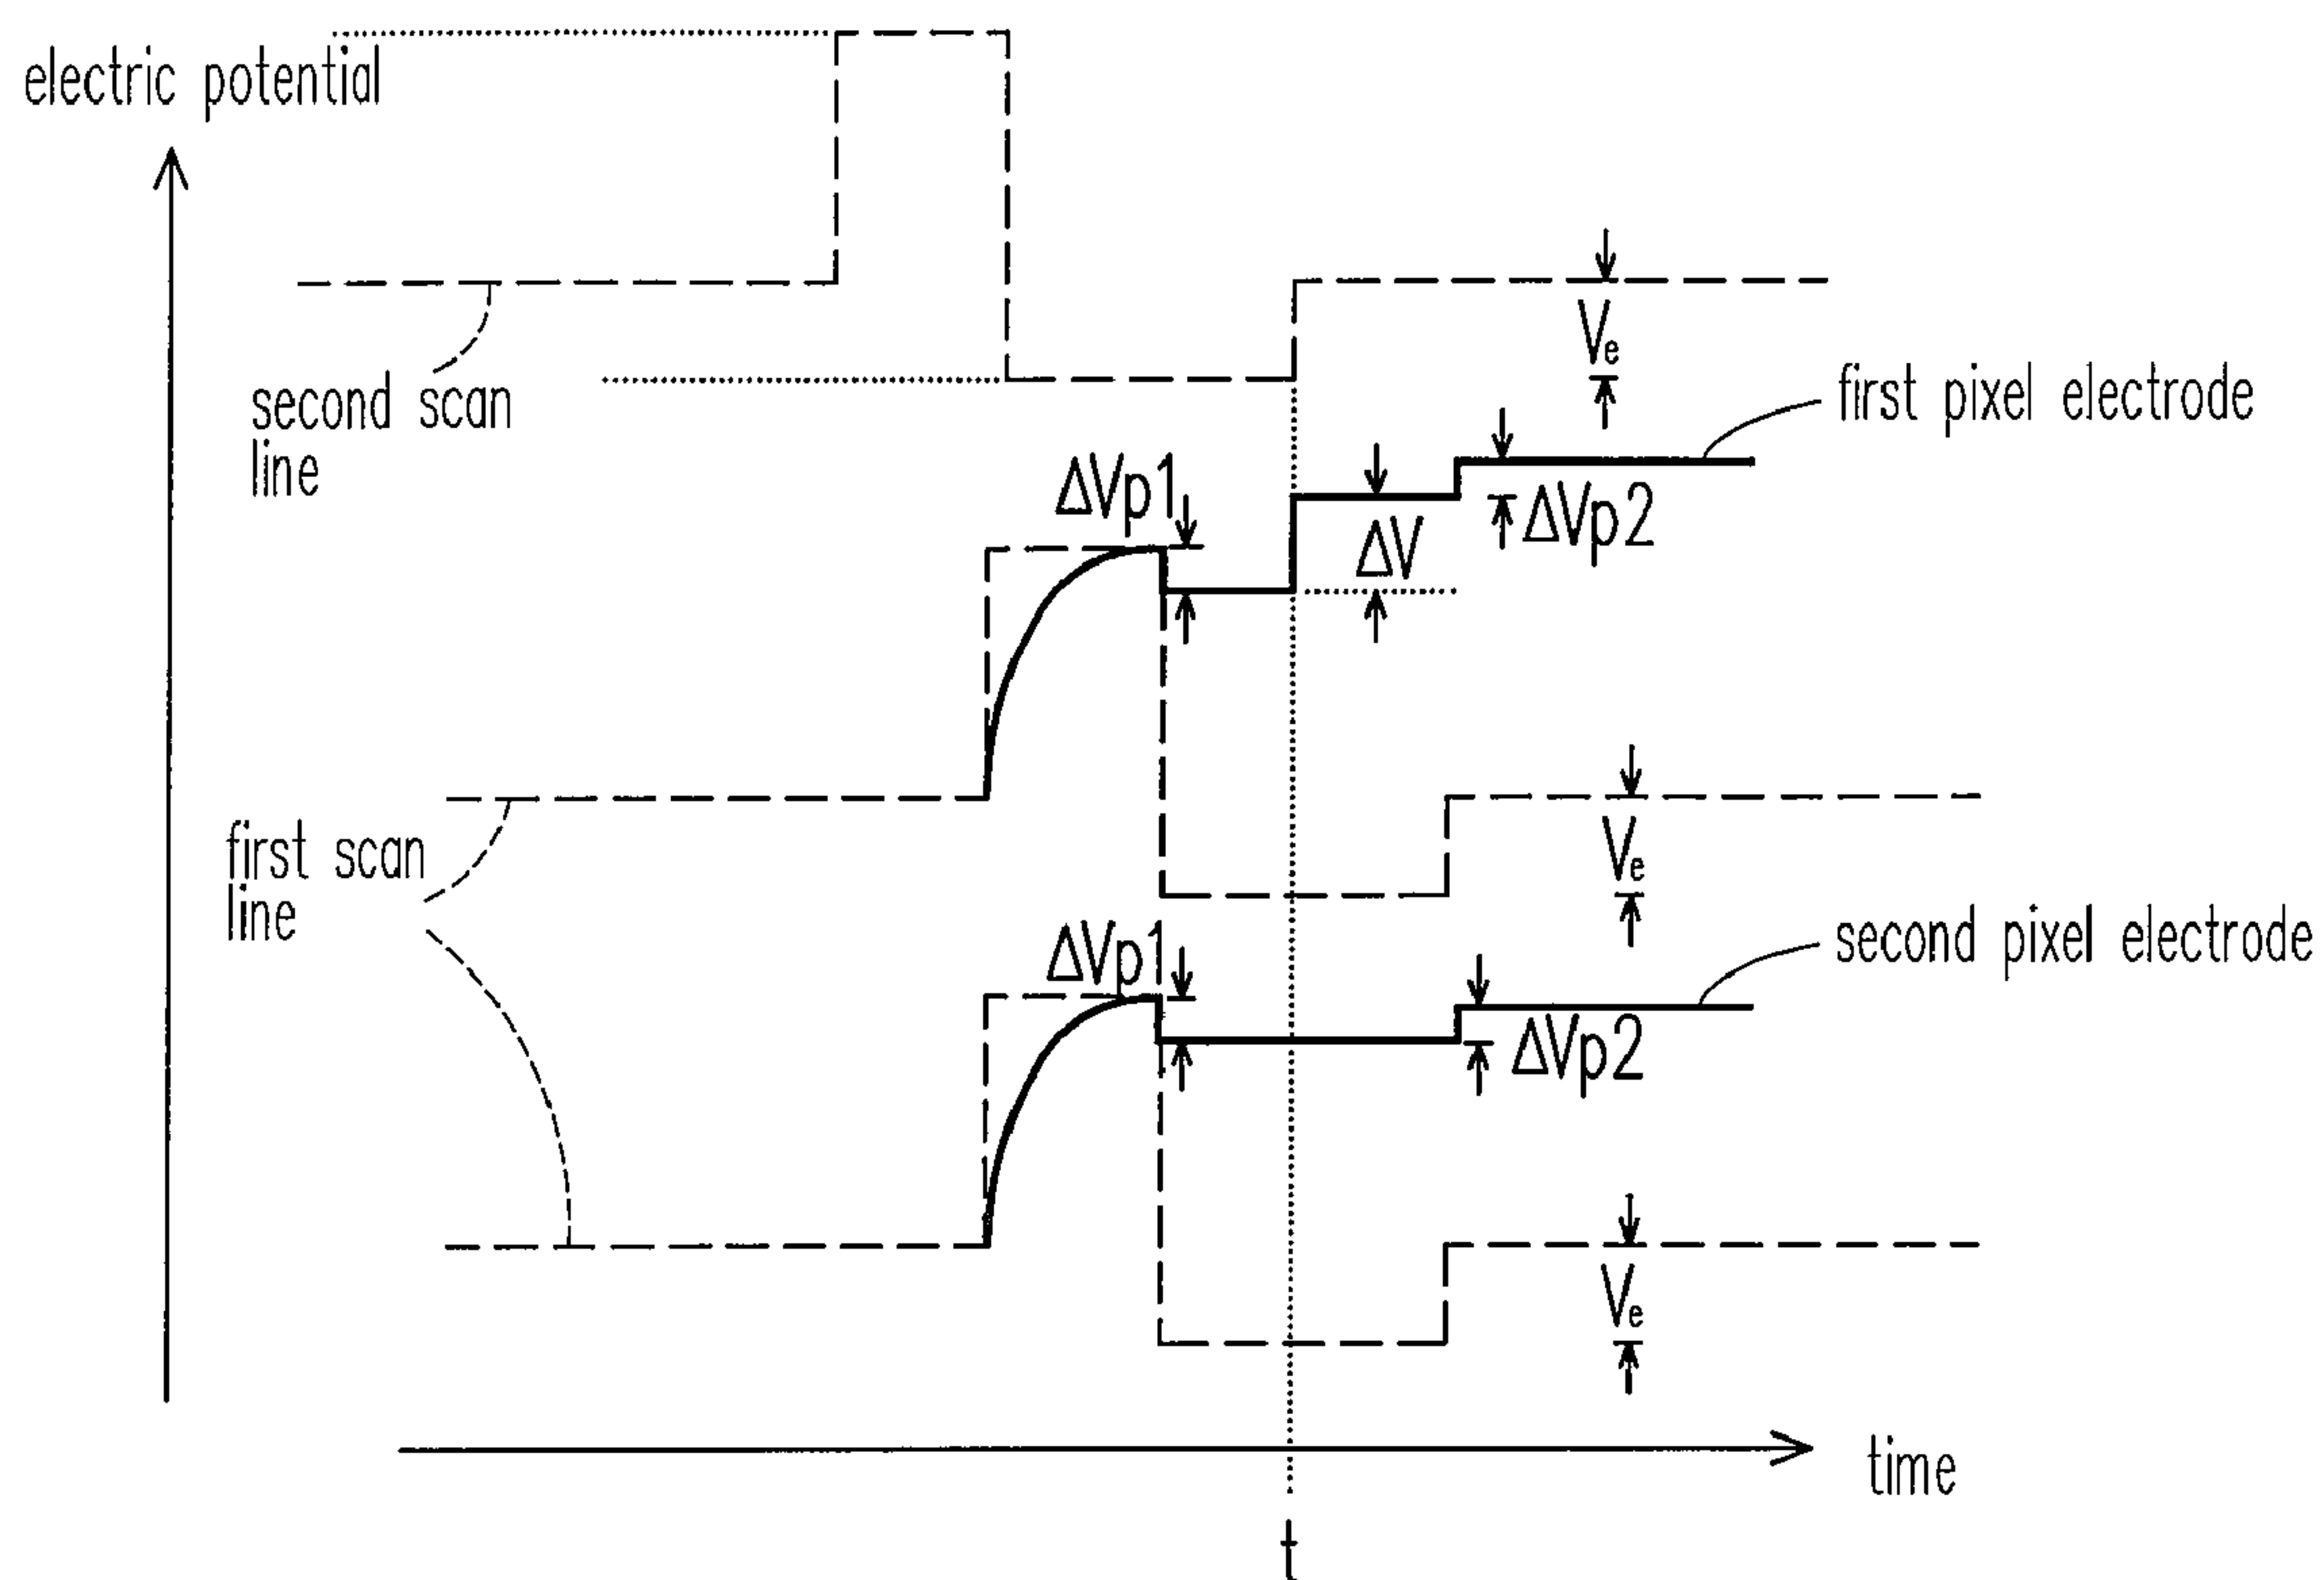 electric potential
second scan
line
V
e
first pixel electrode
ΔVp1
ΔV
ΔVp2
first scan
line
Ve
ΔVp1
second pixel electrode
ΔVp2
Ve
time
t